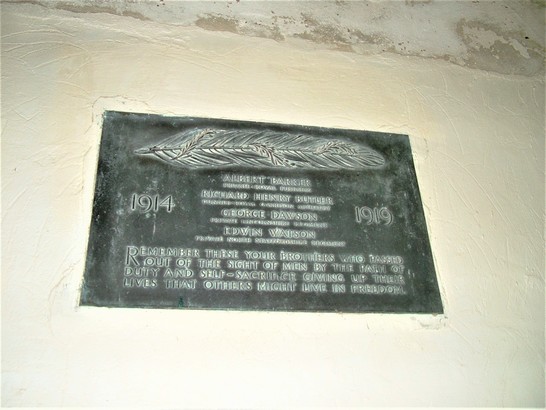 ALBERT BARKER
RICHARD HENRY BUTLER
1914
1919
GEORGE DAWSON
EDWIN WATSON
REMEMBER THESE YOUR BROTHERS WHO PASSED
OUT OF THE SIGHT OF MEN BY THE PATH OF
DUTY AND SELF-SACRIFICE GIVING UP THEIR
LIVES THAT OTHERS MIGHT LIVE IN FREEDOM.